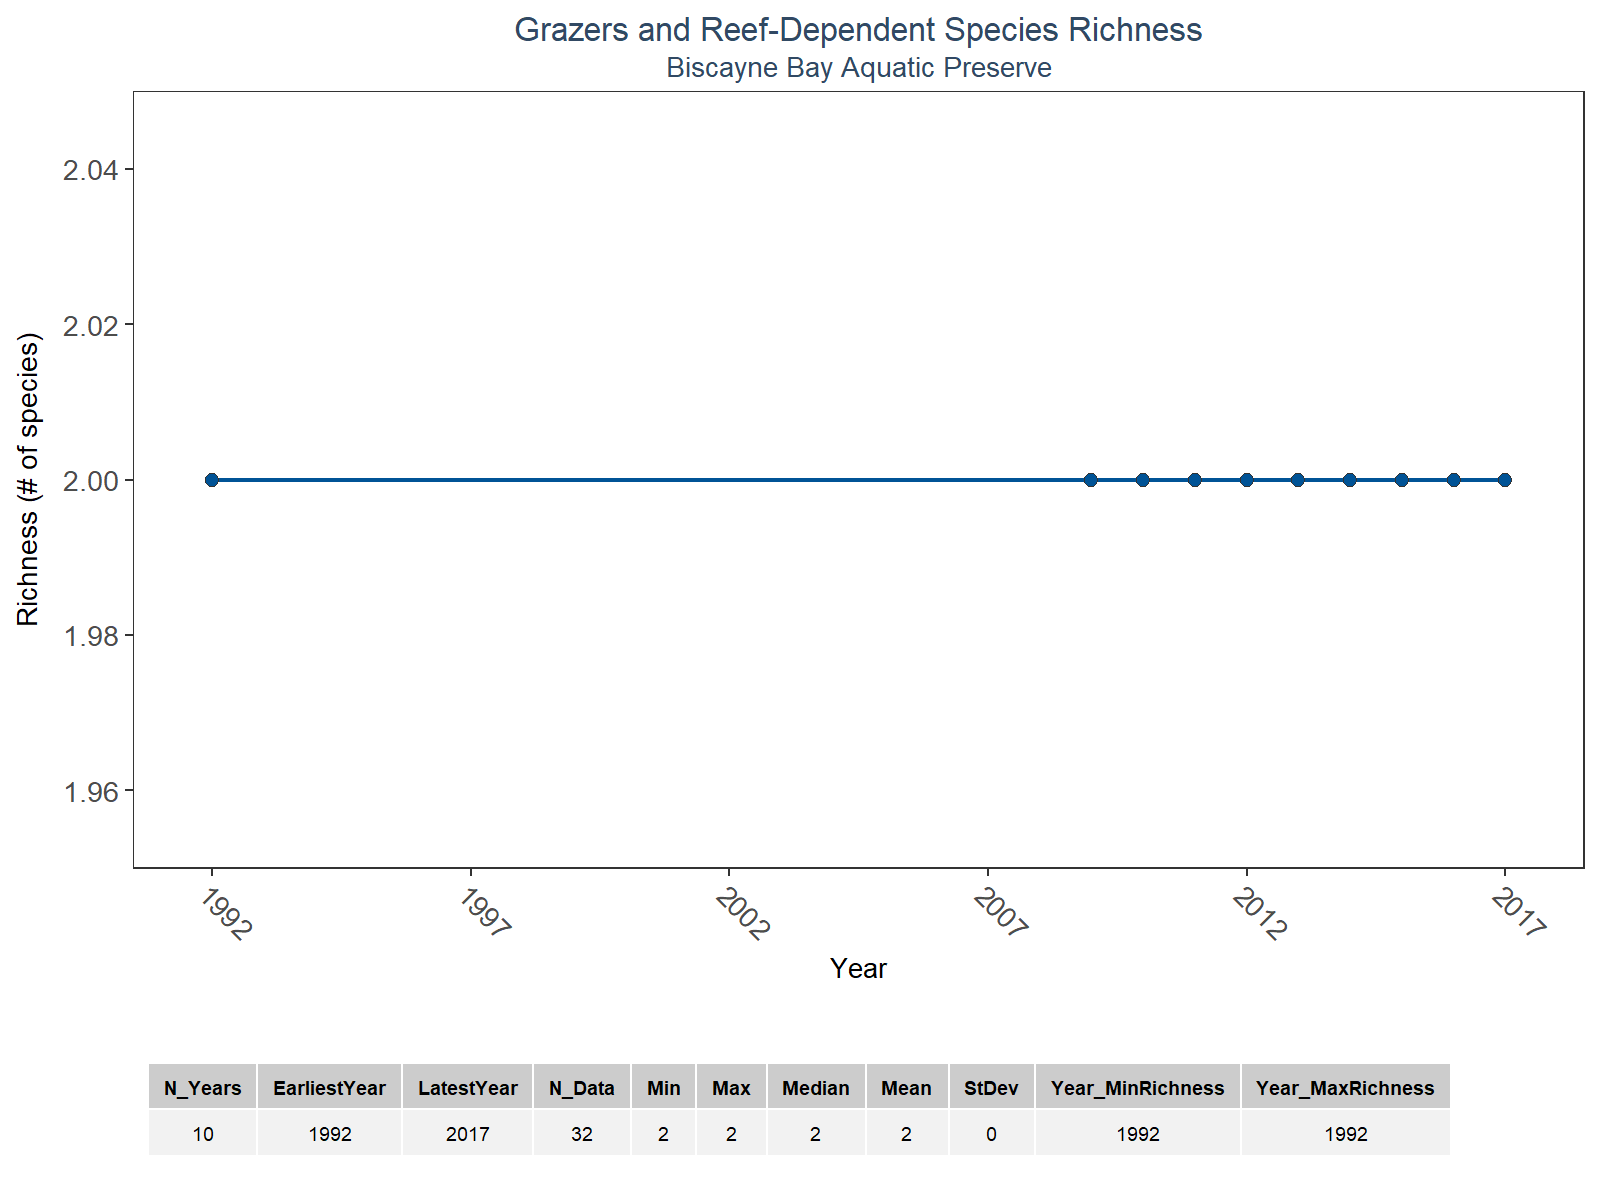 Grazers and Reef-Dependent Species Richness
Biscayne Bay Aquatic Preserve
Richness (# of species)
2.04
2.02
2.00
1.98
1.96
1992 1997 2002 2007 2012 2017
Year
N_Years EarliestYear LatestYear N_Data Min Max Median Mean StDev Year_MinRichness Year_MaxRichness
10 1992 2017 32 2 2 2 2 0 1992 1992